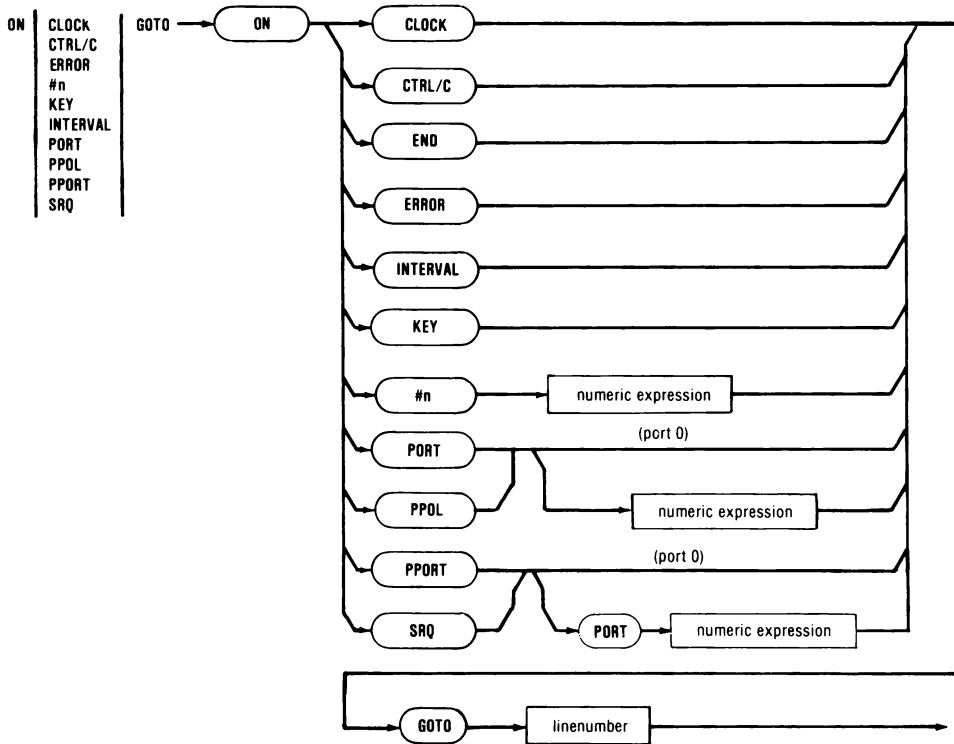 ON CLOCK GOTO ON CLOCK
CTRL/C
ERROR
#n
KEY
INTERVAL
PORT
PPOL
PPORT
SRQ
CTRL/C
END
ERROR
INTERVAL
KEY
#n numeric expression
(port 0)
PORT
PPOL numeric expression
(port 0)
PPORT
SRQ PORT numeric expression
GOTO linenumber